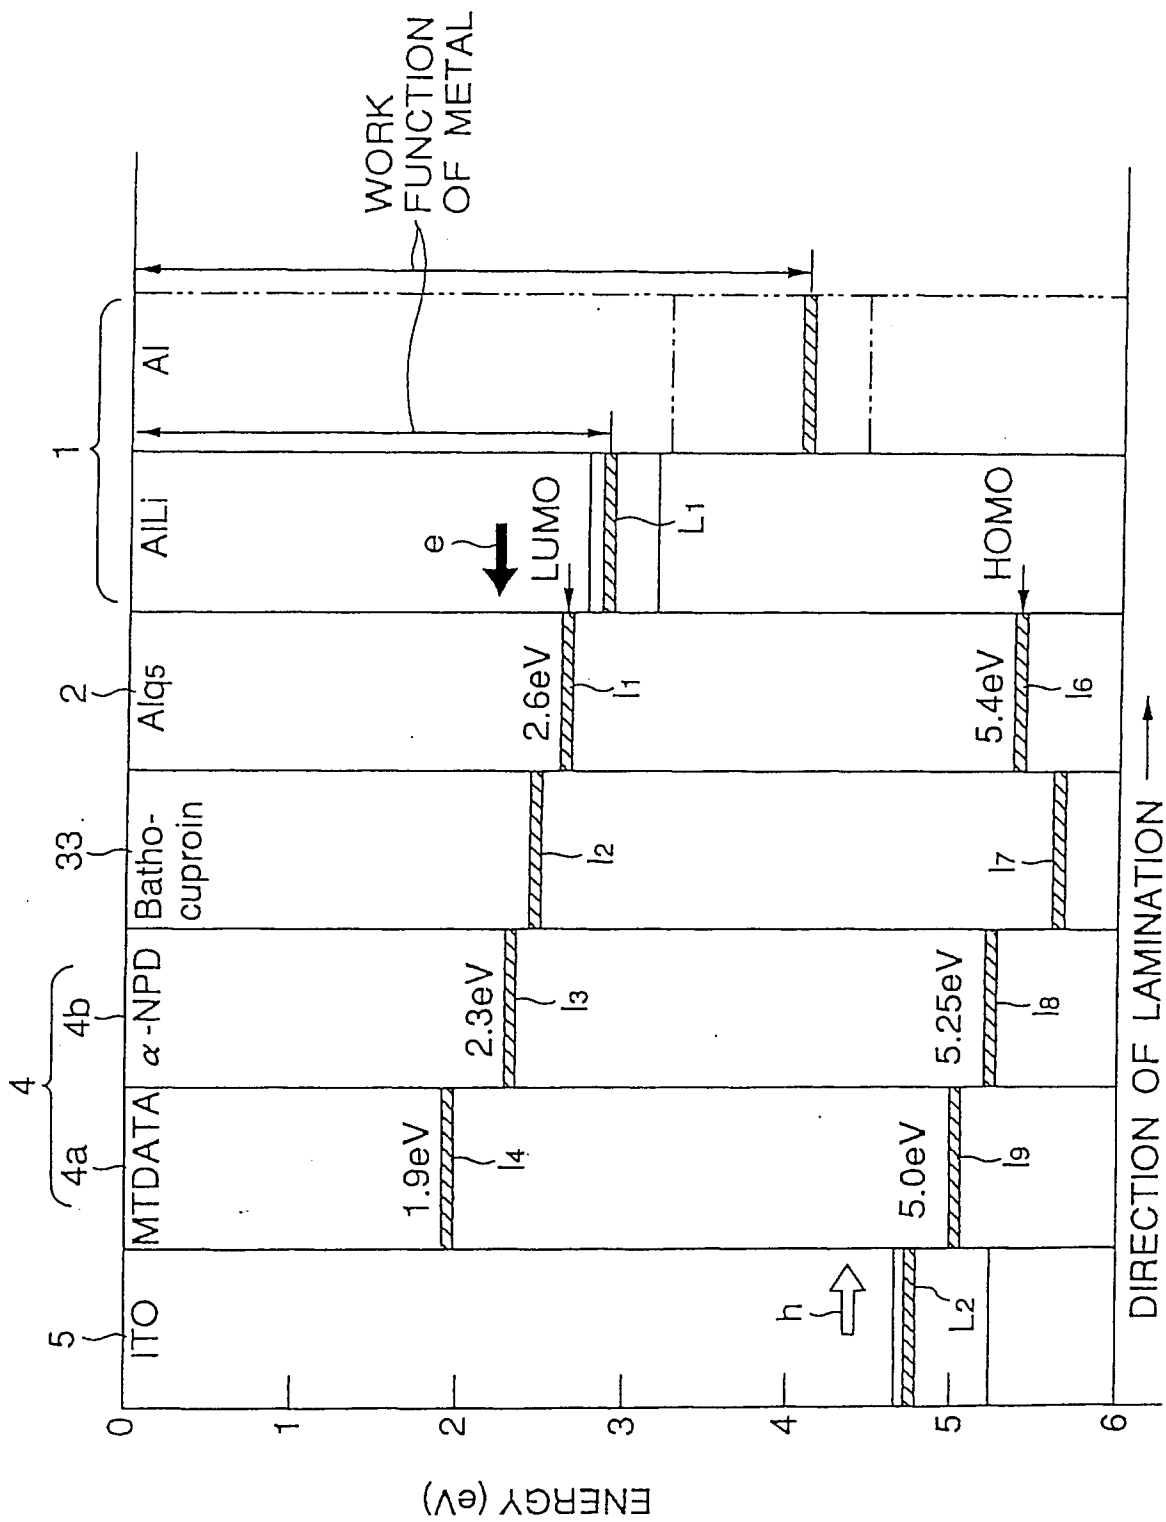 4
1
5
4a
4b
33
2
ITO
MTDATA
α-NPD
Batho-
cuproin
Alq5
AlLi
Al
WORK
FUNCTION
OF METAL
ENERGY (eV)
0
1
2
3
4
5
6
1.9eV
l4
2.3eV
l3
l2
2.6eV
l1
e
LUMO
L1
h
L2
5.0eV
l9
5.25eV
l8
l7
5.4eV
l6
HOMO
DIRECTION OF LAMINATION